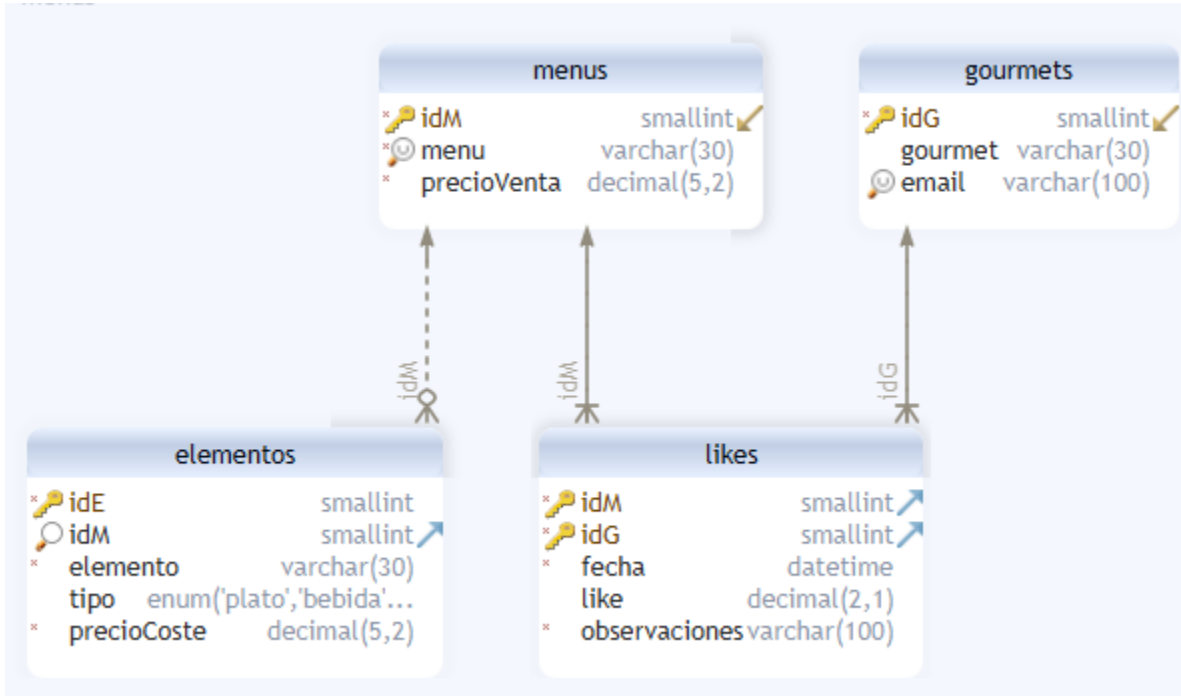 menus
idM smallint
menu varchar(30)
precioVenta decimal(5,2)
gourmets
idG smallint
gourmet varchar(30)
email varchar(100)
idM
idM
idG
elementos
idE smallint
idM smallint
elemento varchar(30)
tipo enum('plato','bebida'...
precioCoste decimal(5,2)
likes
idM smallint
idG smallint
fecha datetime
like decimal(2,1)
observaciones varchar(100)